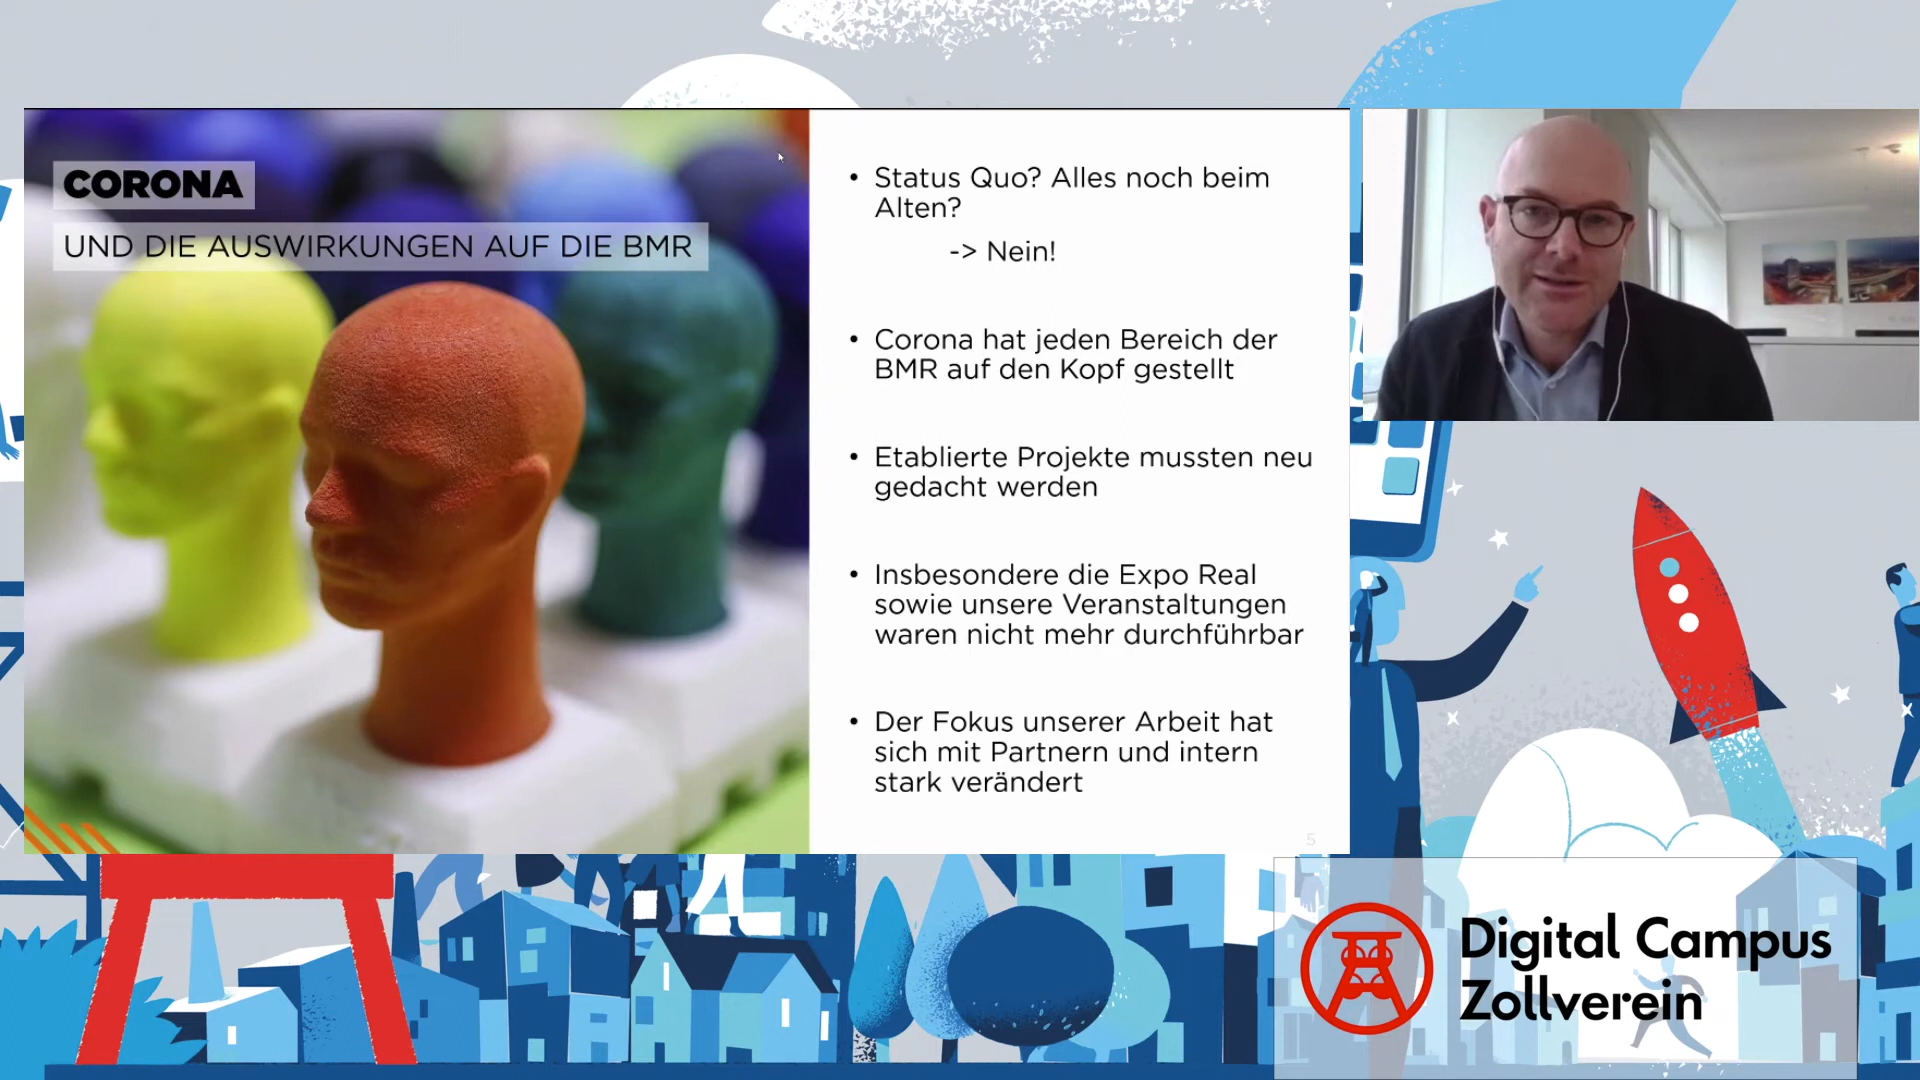 CORONA
UND DIE AUSWIRKUNGEN AUF DIE BMR
• Status Quo? Alles noch beim
Alten?
-> Nein!
• Corona hat jeden Bereich der
BMR auf den Kopf gestellt
• Etablierte Projekte mussten neu
gedacht werden
• Insbesondere die Expo Real
sowie unsere Veranstaltungen
waren nicht mehr durchführbar
• Der Fokus unserer Arbeit hat
sich mit Partnern und intern
stark verändert
5
Digital Campus
Zollverein